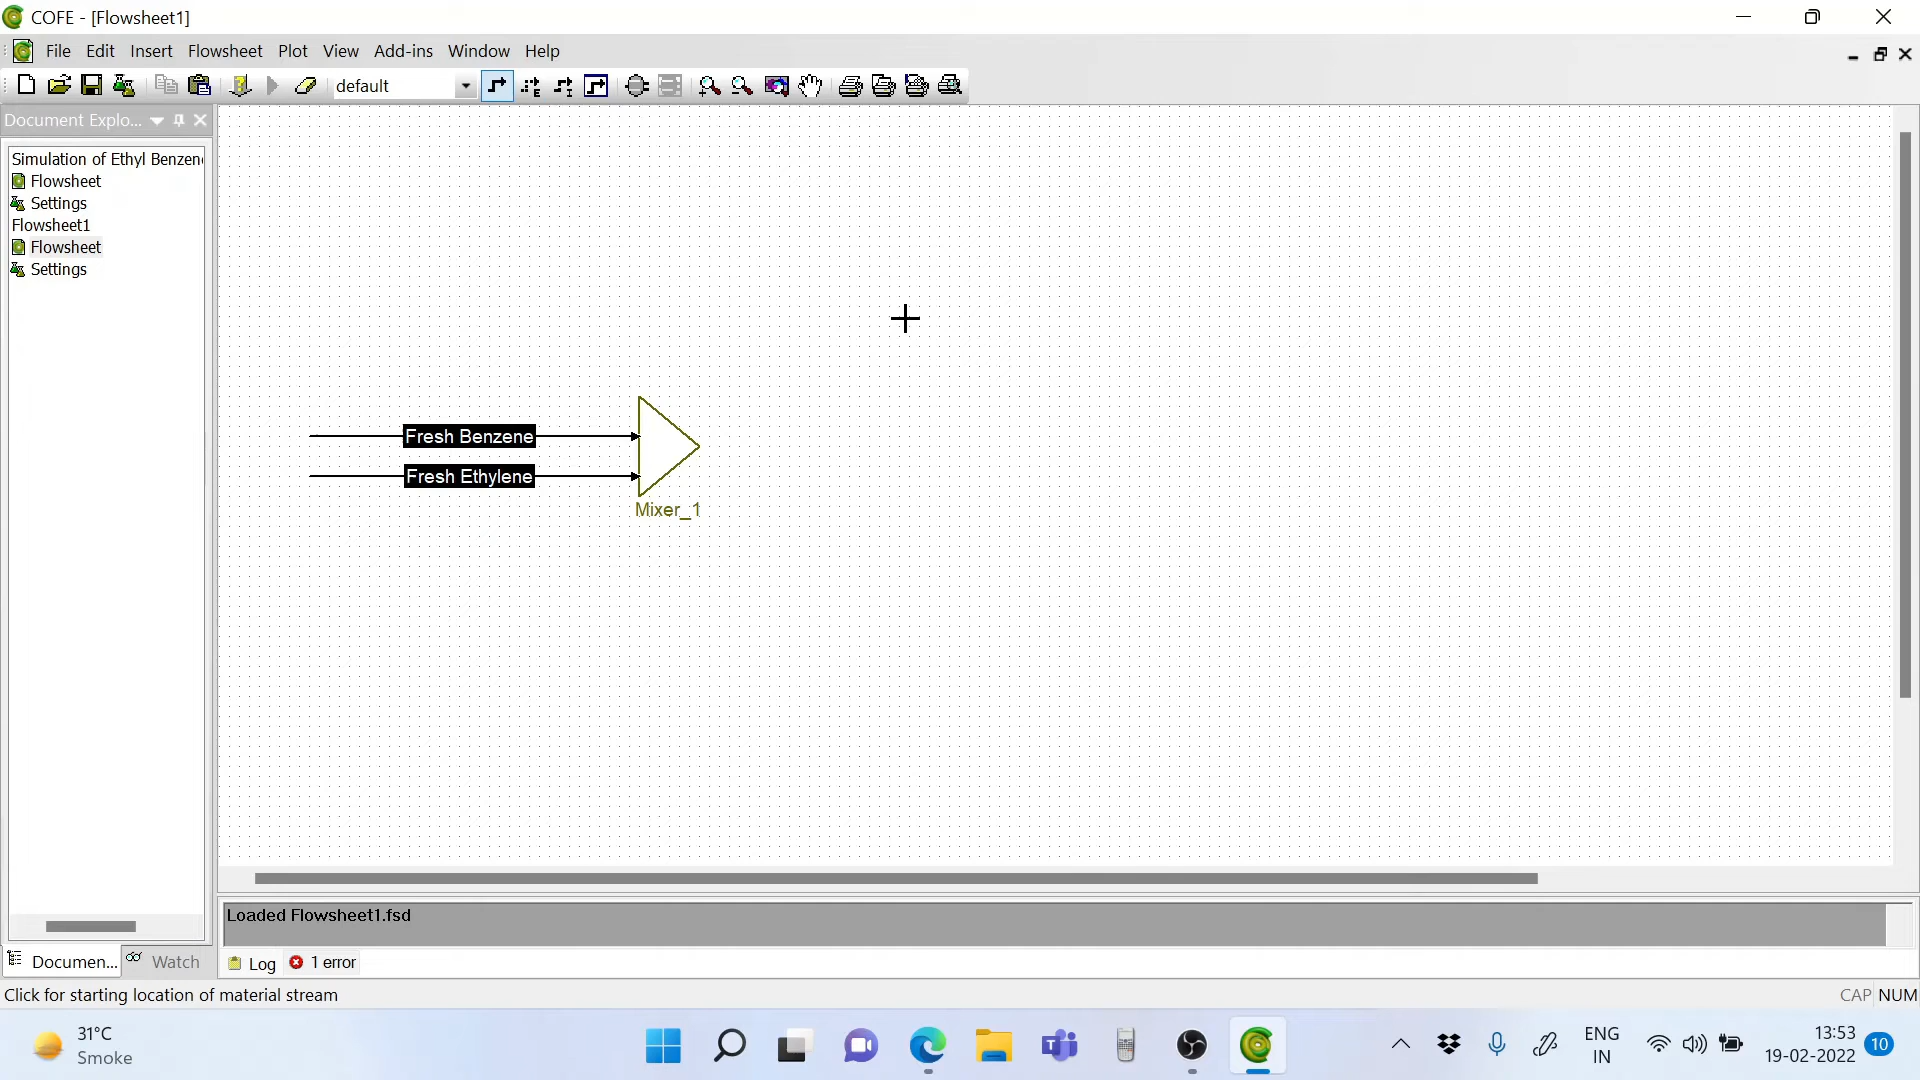 COFE - [Flowsheet1]
File Edit Insert Flowsheet Plot View Add-ins Window Help
default
Document Explo...
Simulation of Ethyl Benzen
Flowsheet
Settings
Flowsheet1
Flowsheet
Settings
Fresh Benzene
Fresh Ethylene
Mixer_1
Loaded Flowsheet1.fsd
Documen... Watch
Log 1 error
Click for starting location of material stream
CAP NUM
31°C
Smoke
ENG
IN
13:53
19-02-2022
10